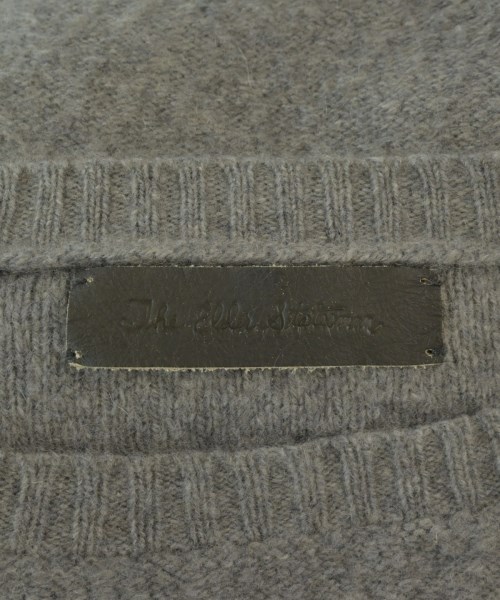 The Elder Statesman